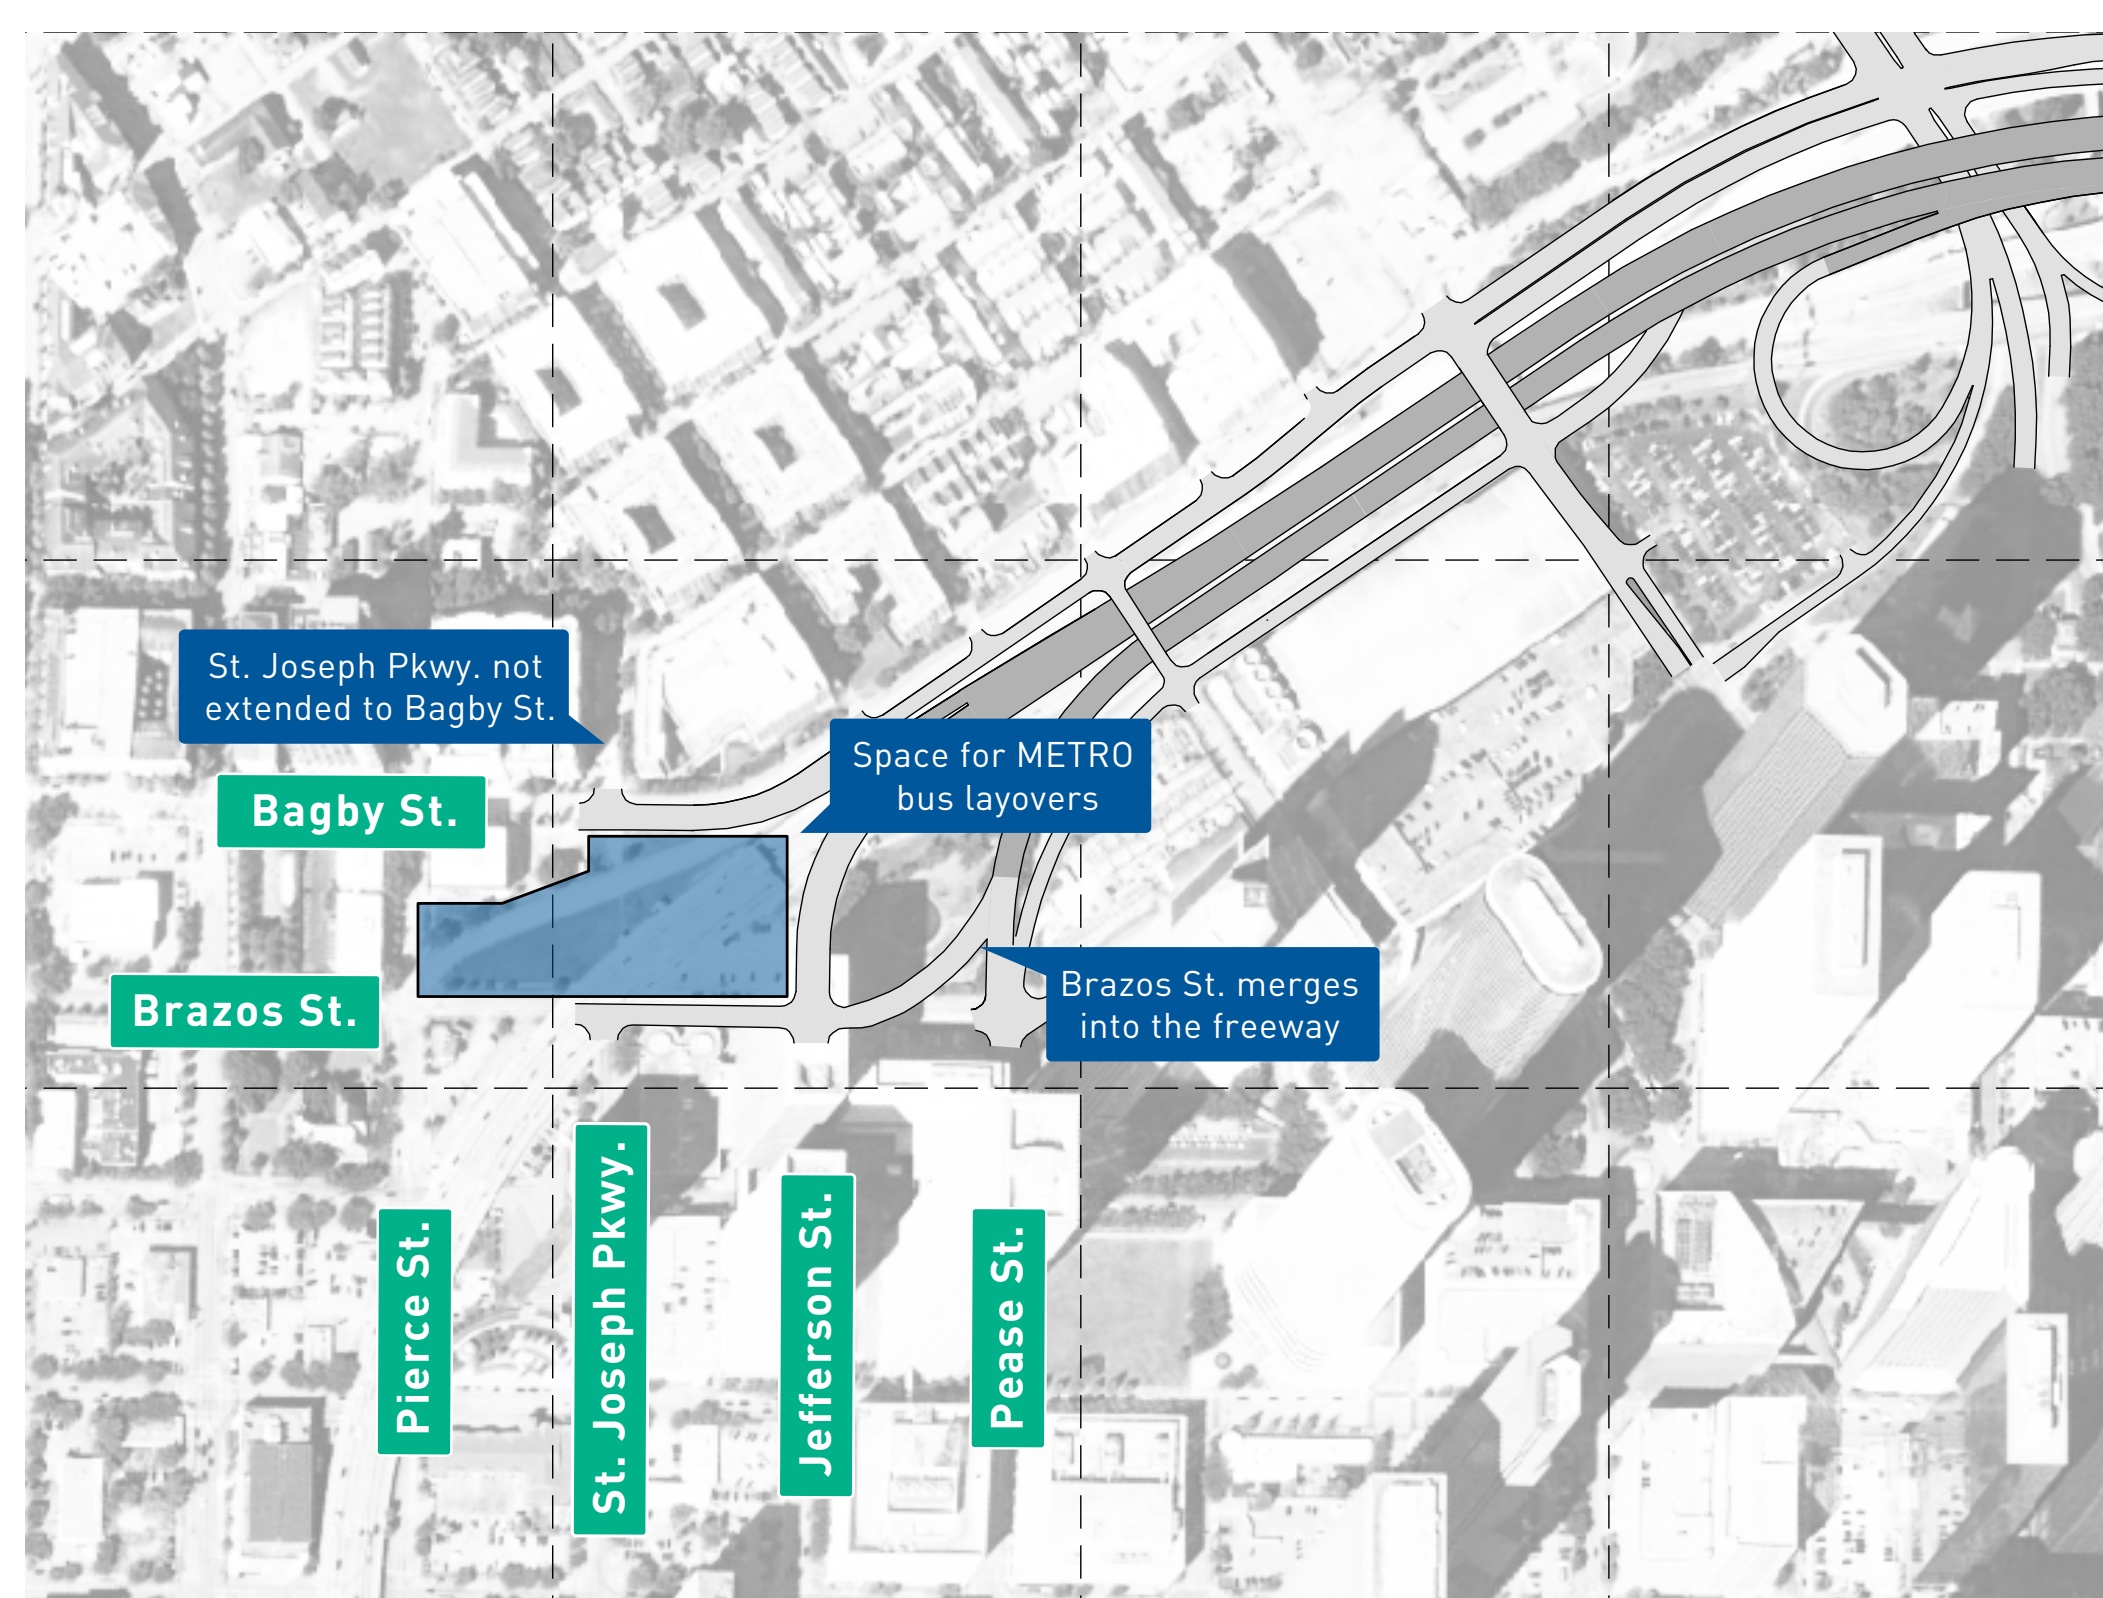 St. Joseph Pkwy. not
extended to Bagby St.
Space for METRO
bus layovers
Bagby St.
Brazos St. merges
into the freeway
Brazos St.
Pierce St.
St. Joseph Pkwy.
Jefferson St.
Pease St.